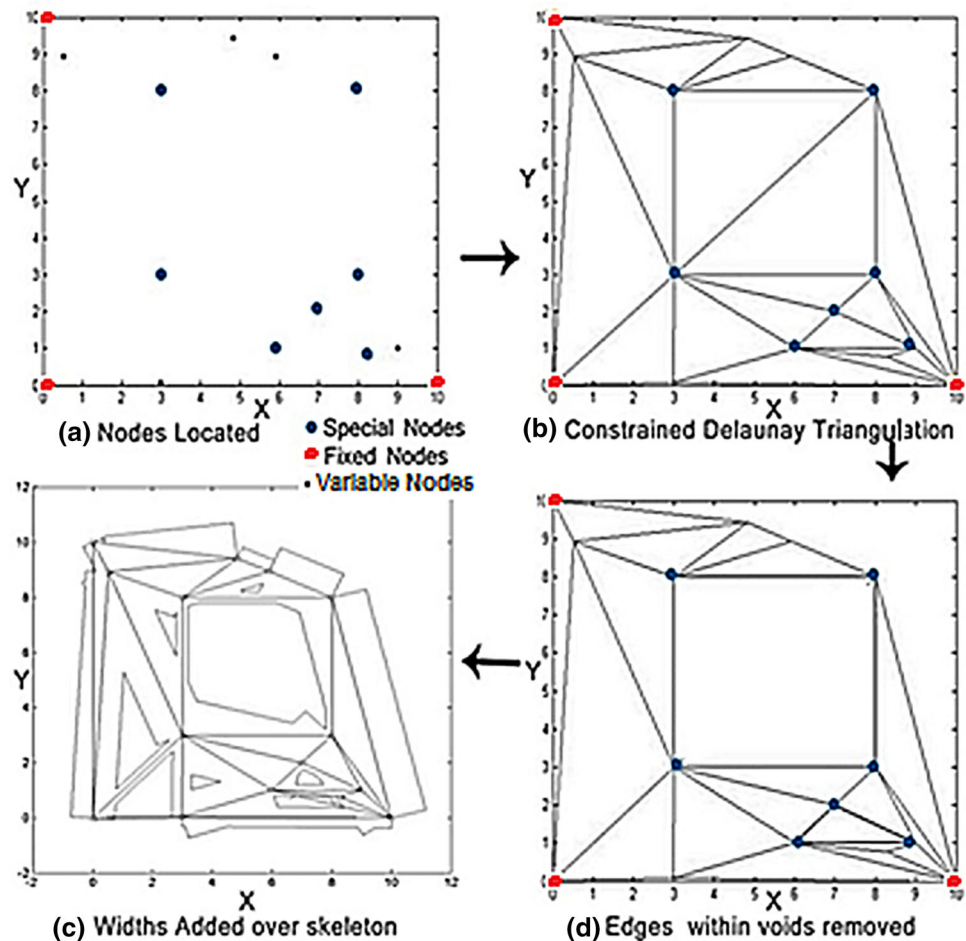 10
9
8
7
6
5
4
3
2
1
0
Y
0 1 2 3 4 5 6 7 8 9 10
X
(a) Nodes Located
10
9
8
7
6
5
4
3
2
1
0
Y
0 1 2 3 4 5 6 7 8 9 10
X
(b) Constrained Delaunay Triangulation
Special Nodes
Fixed Nodes
Variable Nodes
12
10
8
6
4
2
0
-2
Y
-2 0 2 4 6 8 10 12
X
(c) Widths Added over skeleton
10
9
8
7
6
5
4
3
2
1
0
Y
0 1 2 3 4 5 6 7 8 9 10
X
(d) Edges within voids removed